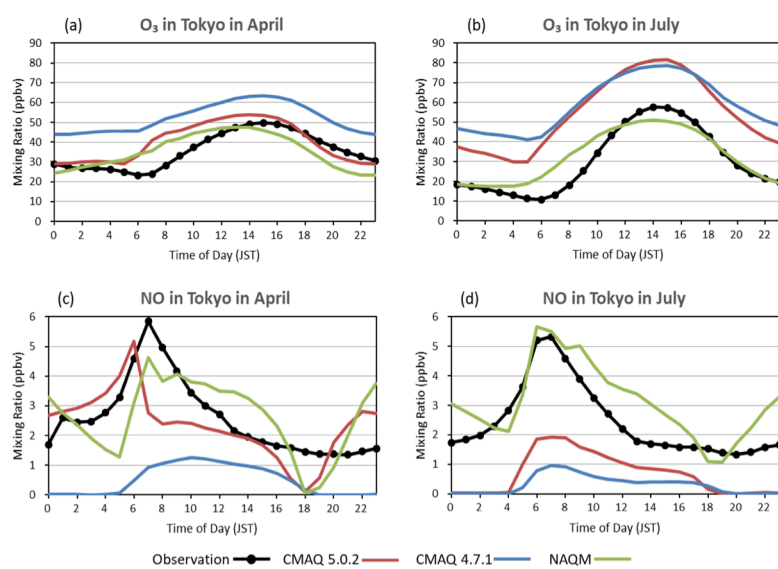 (a) O₃ in Tokyo in April
Mixing Ratio (ppbv)
90
80
70
60
50
40
30
20
10
0
0 2 4 6 8 10 12 14 16 18 20 22
Time of Day (JST)
(b) O₃ in Tokyo in July
Mixing Ratio (ppbv)
90
80
70
60
50
40
30
20
10
0
0 2 4 6 8 10 12 14 16 18 20 22
Time of Day (JST)
(c) NO in Tokyo in April
Mixing Ratio (ppbv)
6
5
4
3
2
1
0
0 2 4 6 8 10 12 14 16 18 20 22
Time of Day (JST)
(d) NO in Tokyo in July
Mixing Ratio (ppbv)
6
5
4
3
2
1
0
0 2 4 6 8 10 12 14 16 18 20 22
Time of Day (JST)
Observation CMAQ 5.0.2 CMAQ 4.7.1 NAQM